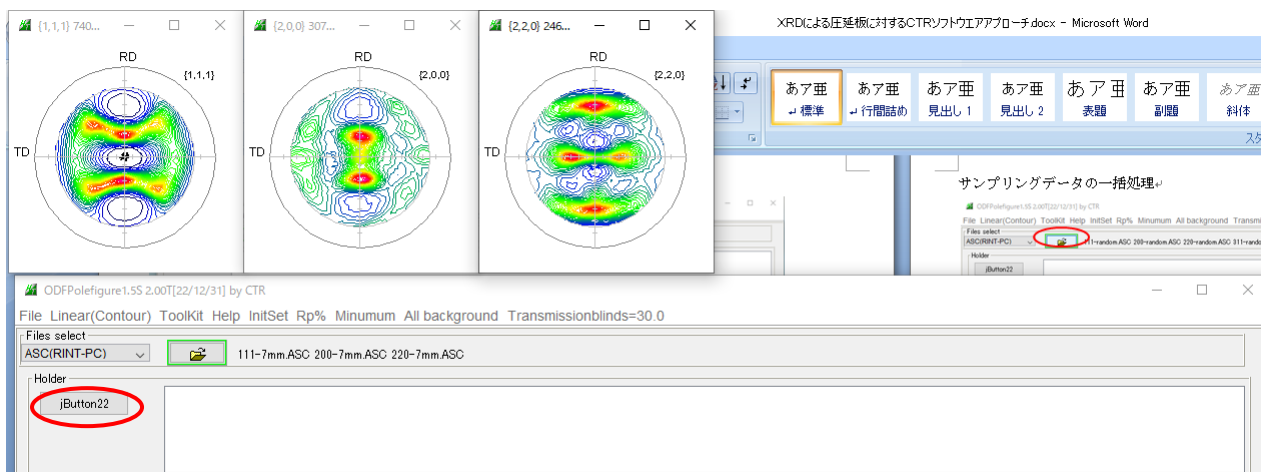 {1,1,1} 740...
{2,0,0} 307...
{2,2,0} 246...
XRDによる圧延板に対するCTRソフトウエアアプローチ.docx - Microsoft Word
RD
{1,1,1}
TD
RD
{2,0,0}
TD
RD
{2,2,0}
TD
あア亜
標準
あア亜
行間詰め
あア亜
見出し 1
あア亜
見出し 2
あア亜
表題
あア亜
副題
あア亜
斜体
スタ
サンプリングデータの一括処理
ODFPolefigure1.5S 2.00T[22/12/31] by CTR
File Linear(Contour) ToolKit Help InitSet Rp% Minumum All background Transmi
Files select
ASC(RINT-PC)
111-random.ASC 200-random.ASC 220-random.ASC 311-rando
Holder
jButton22
ODFPolefigure1.5S 2.00T[22/12/31] by CTR
File Linear(Contour) ToolKit Help InitSet Rp% Minumum All background Transmissionblinds=30.0
Files select
ASC(RINT-PC)
111-7mm.ASC 200-7mm.ASC 220-7mm.ASC
Holder
jButton22